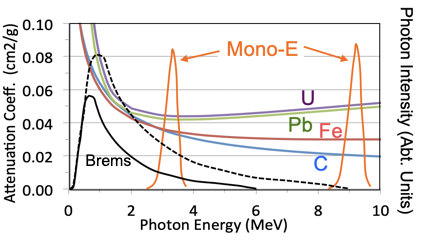 0.10
0.08
0.06
0.04
0.02
0.00
Attenuation Coeff. (cm2/g)
Mono-E
U
Pb Fe
C
Brems
0 2 4 6 8 10
Photon Energy (MeV)
Photon Intensity (Abt. Units)